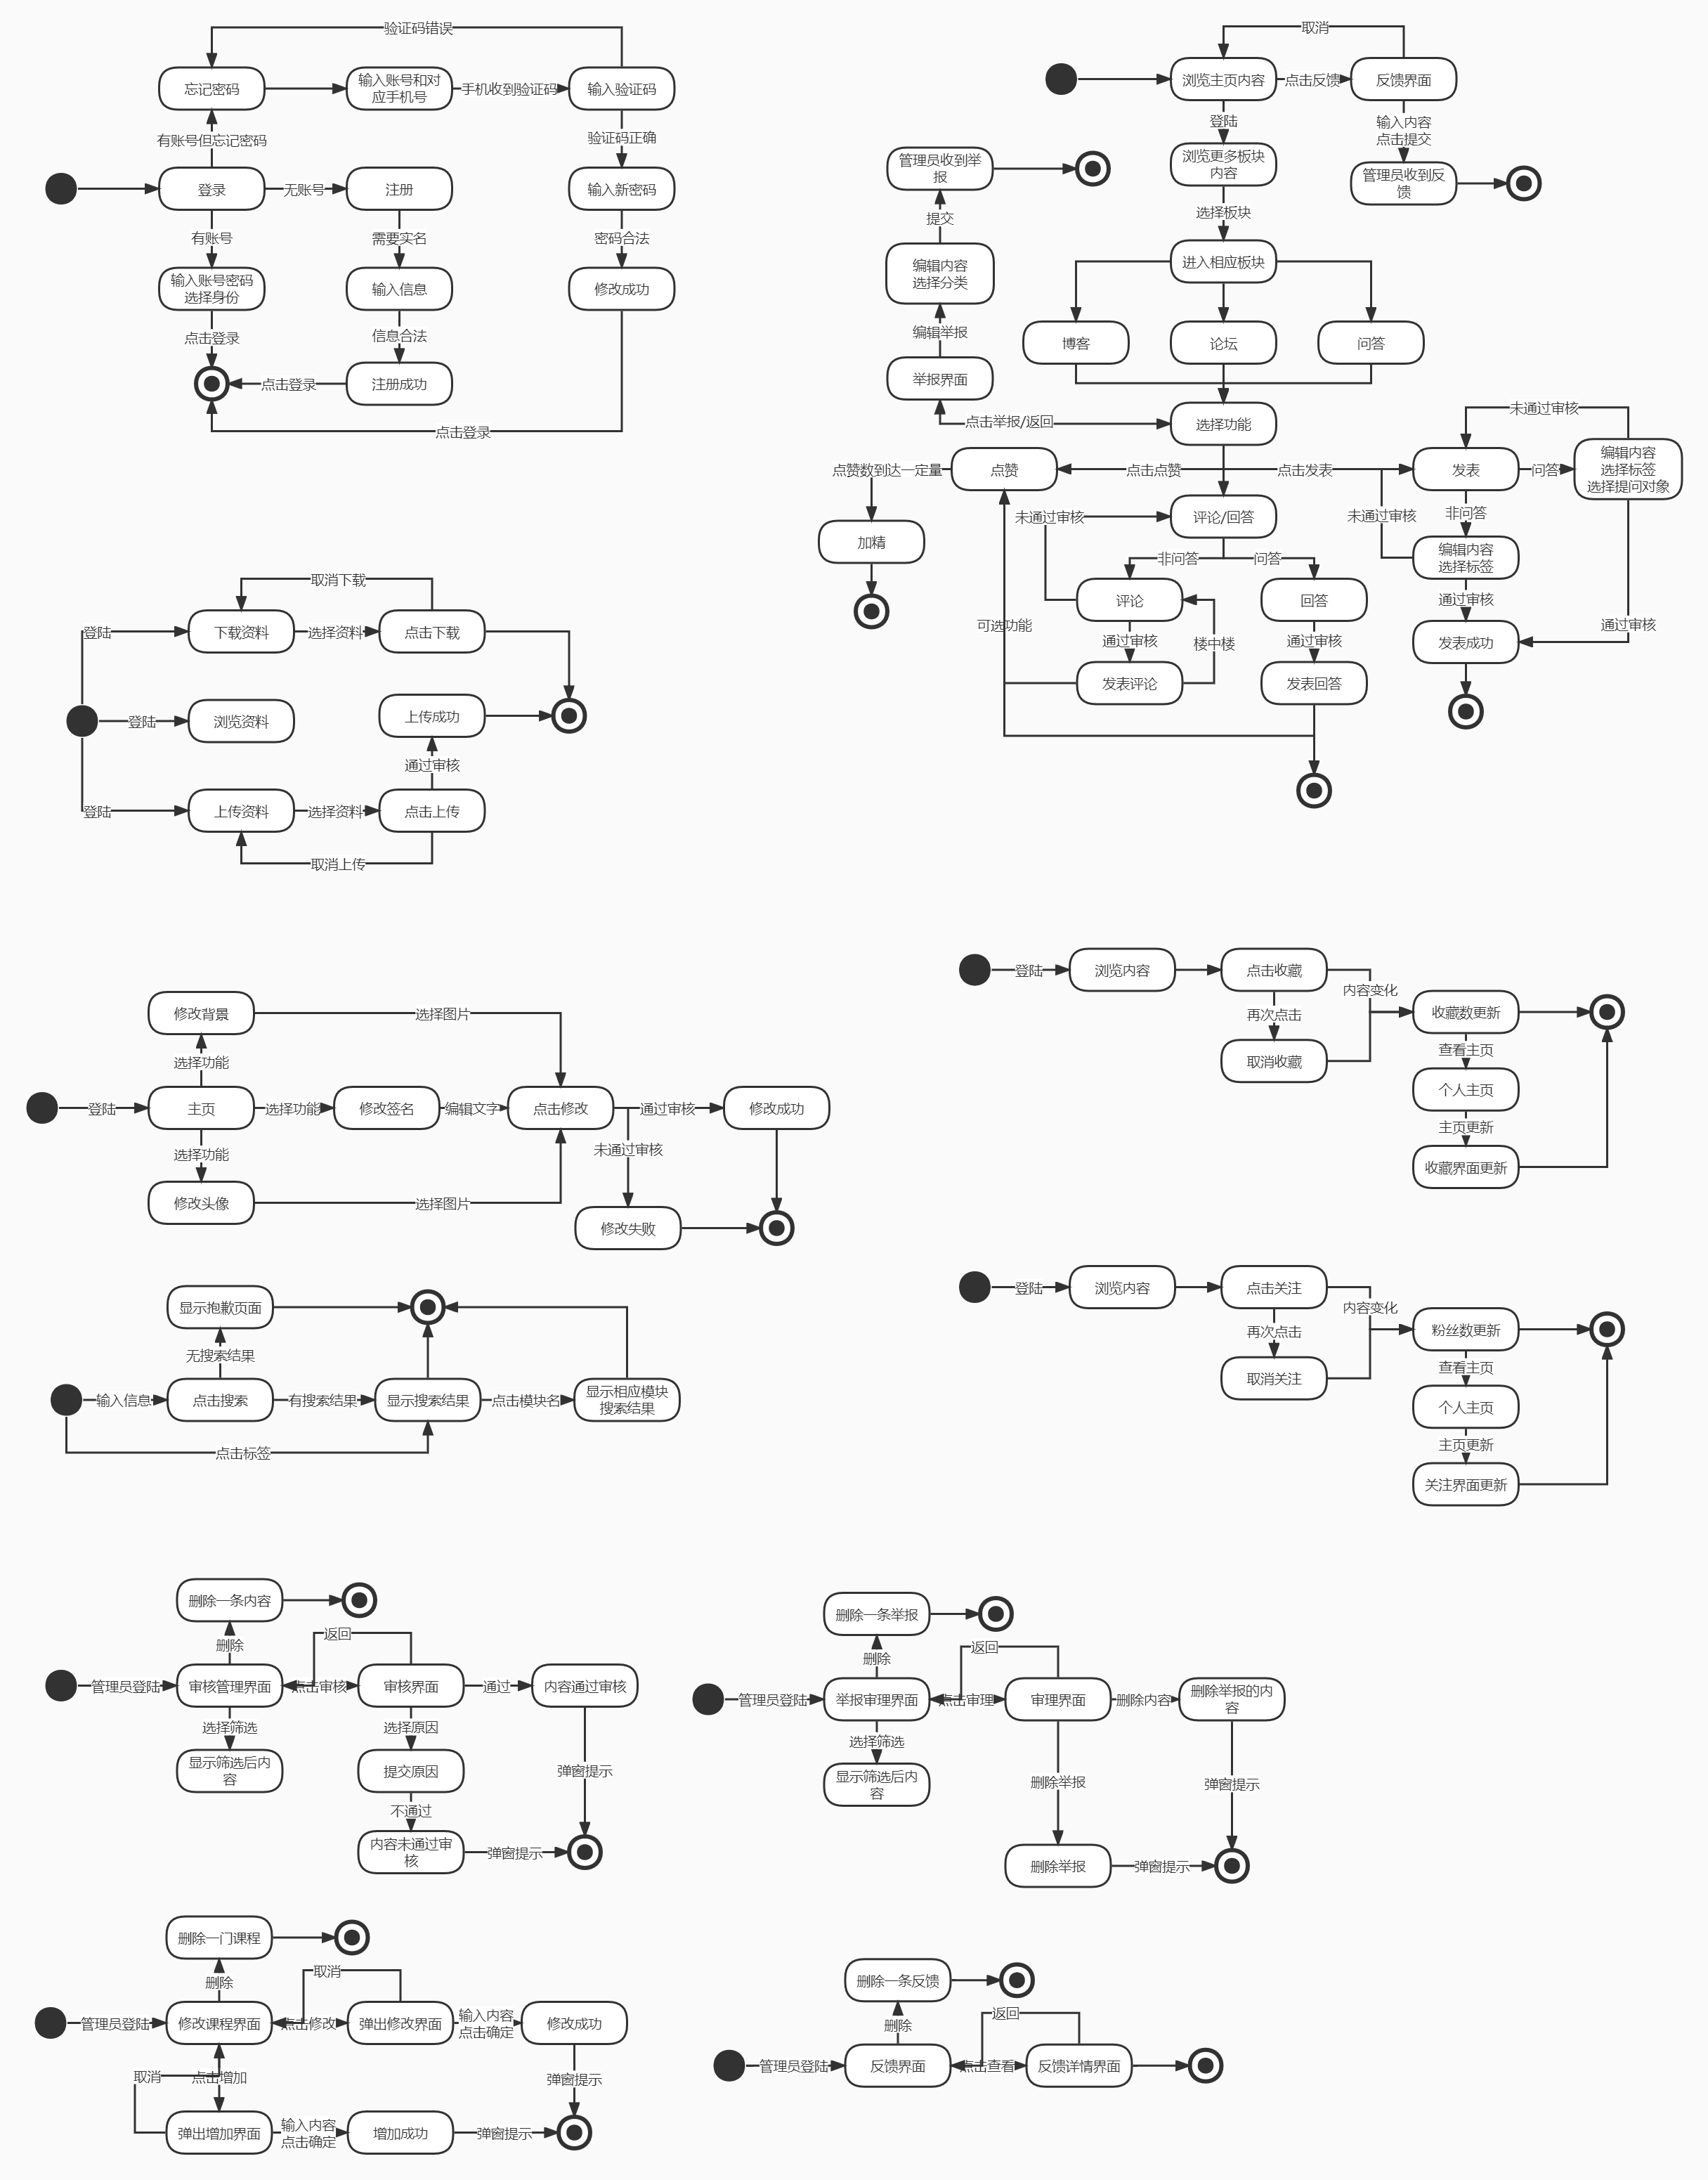 验证码错误
忘记密码
输入账号和对
应手机号
手机收到验证码
输入验证码
有账号但忘记密码
验证码正确
登录
无账号
注册
输入新密码
有账号
需要实名
密码合法
输入账号密码
选择身份
输入信息
修改成功
点击登录
信息合法
注册成功
点击登录
点击登录
取消
浏览主页内容
点击反馈
反馈界面
登陆
输入内容
点击提交
浏览更多板块
内容
管理员收到反
馈
管理员收到举
报
提交
选择板块
编辑内容
选择分类
进入相应板块
编辑举报
博客
论坛
问答
举报界面
点击举报/返回
选择功能
未通过审核
点赞数到达一定量
点赞
点击点赞
点击发表
发表
问答
编辑内容
选择标签
选择提问对象
加精
未通过审核
评论/回答
未通过审核
非问答
编辑内容
选择标签
非问答
问答
评论
回答
通过审核
可选功能
通过审核
楼中楼
通过审核
发表成功
通过审核
发表评论
发表回答
取消下载
登陆
下载资料
选择资料
点击下载
登陆
浏览资料
上传成功
通过审核
登陆
上传资料
选择资料
点击上传
取消上传
修改背景
选择图片
选择功能
登陆
主页
选择功能
修改签名
编辑文字
点击修改
通过审核
修改成功
选择功能
未通过审核
修改头像
选择图片
修改失败
登陆
浏览内容
点击收藏
内容变化
再次点击
收藏数更新
取消收藏
查看主页
个人主页
主页更新
收藏界面更新
显示抱歉页面
无搜索结果
输入信息
点击搜索
有搜索结果
显示搜索结果
点击模块名
显示相应模块
搜索结果
点击标签
登陆
浏览内容
点击关注
内容变化
再次点击
粉丝数更新
取消关注
查看主页
个人主页
主页更新
关注界面更新
删除一条内容
删除
返回
管理员登陆
审核管理界面
点击审核
审核界面
通过
内容通过审核
选择筛选
选择原因
显示筛选后内
容
提交原因
弹窗提示
不通过
内容未通过审
核
弹窗提示
删除一条举报
删除
返回
管理员登陆
举报审理界面
点击审理
审理界面
删除内容
删除举报的内
容
选择筛选
显示筛选后内
容
删除举报
弹窗提示
删除举报
弹窗提示
删除一门课程
删除
取消
管理员登陆
修改课程界面
点击修改
弹出修改界面
输入内容
点击确定
修改成功
取消
点击增加
弹窗提示
弹出增加界面
输入内容
点击确定
增加成功
弹窗提示
删除一条反馈
删除
返回
管理员登陆
反馈界面
点击查看
反馈详情界面